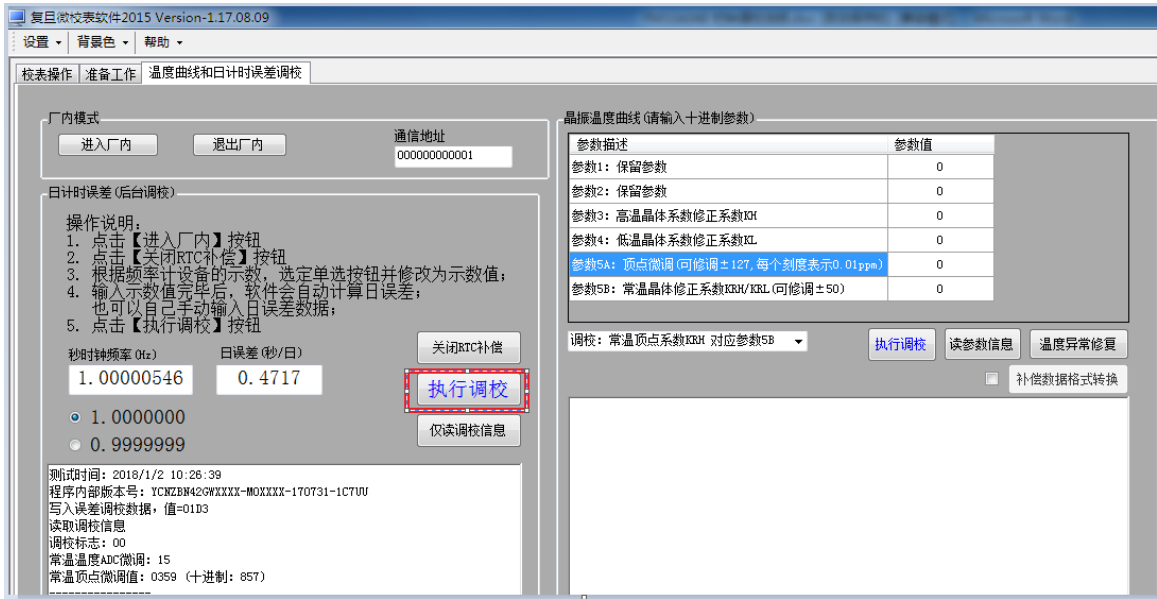 复旦微校表软件2015 Version-1.17.08.09
设置 背景色 帮助
校表操作 准备工作 温度曲线和日计时误差调校
厂内模式
进入厂内 退出厂内
通信地址
000000000001
日计时误差(后台调校)
操作说明:
1. 点击【进入厂内】按钮
2. 点击【关闭RTC补偿】按钮
3. 根据频率计设备的示数, 选定单选按钮并修改为示数值;
4. 输入示数值完毕后, 软件会自动计算日误差;
也可以自己手动输入日误差数据;
5. 点击【执行调校】按钮
秒时钟频率(Hz) 日误差(秒/日)
1.00000546 0.4717
关闭RTC补偿
执行调校
仅读调校信息
1.0000000
0.9999999
测试时间: 2018/1/2 10:26:39
程序内部版本号: YCNZBN42GWXXXX-M0XXXX-170731-1C7UU
写入误差调校数据, 值=01D3
读取调校信息
调校标志: 00
常温温度ADC微调: 15
常温顶点微调值: 0359 (十进制: 857)
----------------
晶振温度曲线(请输入十进制参数)
参数描述 参数值
参数1: 保留参数 0
参数2: 保留参数 0
参数3: 高温晶体系数修正系数KH 0
参数4: 低温晶体系数修正系数KL 0
参数5A: 顶点微调(可修调±127,每个刻度表示0.01ppm) 0
参数5B: 常温晶体修正系数KRH/KRL(可修调±50) 0
调校: 常温顶点系数KRH 对应参数5B
执行调校 读参数信息 温度异常修复
补偿数据格式转换